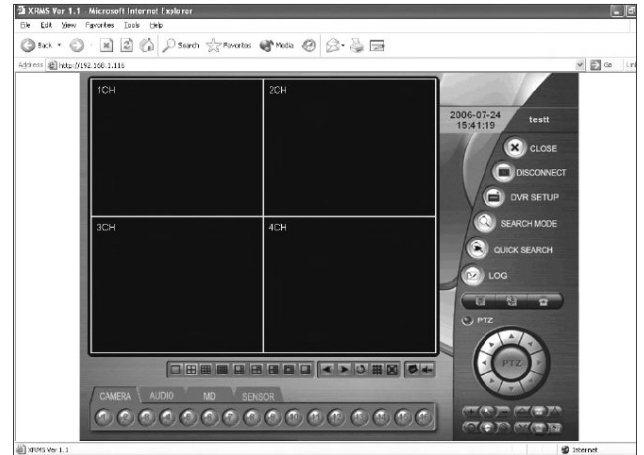 XRMS Ver 1.1 - Microsoft Internet Explorer
File Edit View Favorites Tools Help
Back Search Favorites Media
Address http://192.168.1.116 Go
1CH 2CH
2006-07-24
15:41:19
testt
CLOSE
DISCONNECT
DVR SETUP
SEARCH MODE
QUICK SEARCH
LOG
3CH 4CH
PTZ
PTZ
CAMERA AUDIO MD SENSOR
XRMS Ver 1.1 Internet